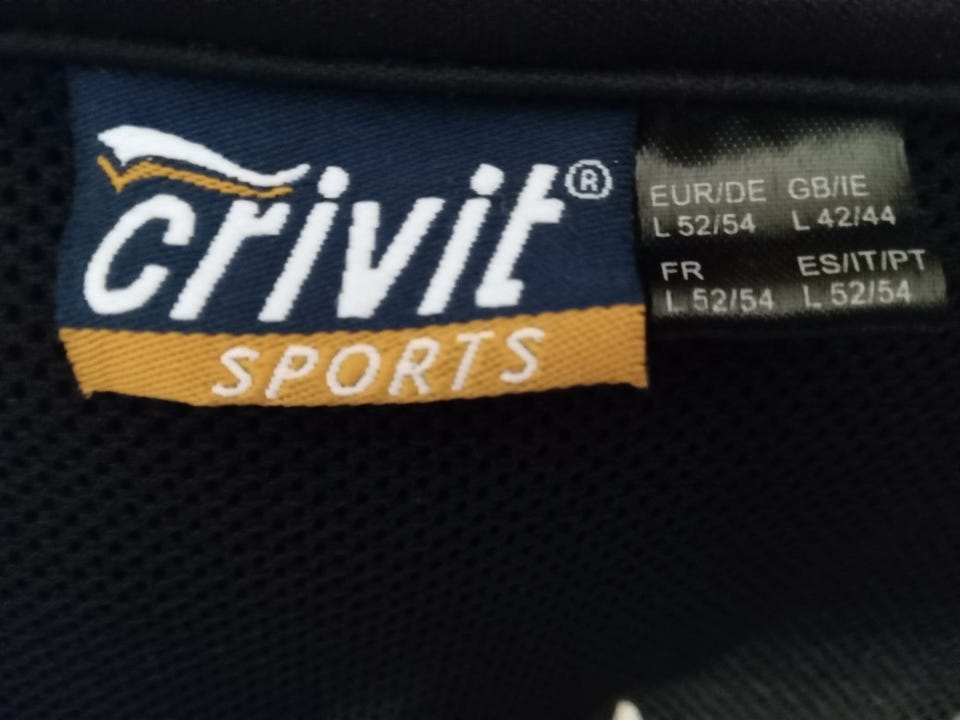 crivit®
SPORTS
EUR/DE GB/IE
L 52/54 L 42/44
FR ES/IT/PT
L 52/54 L 52/54